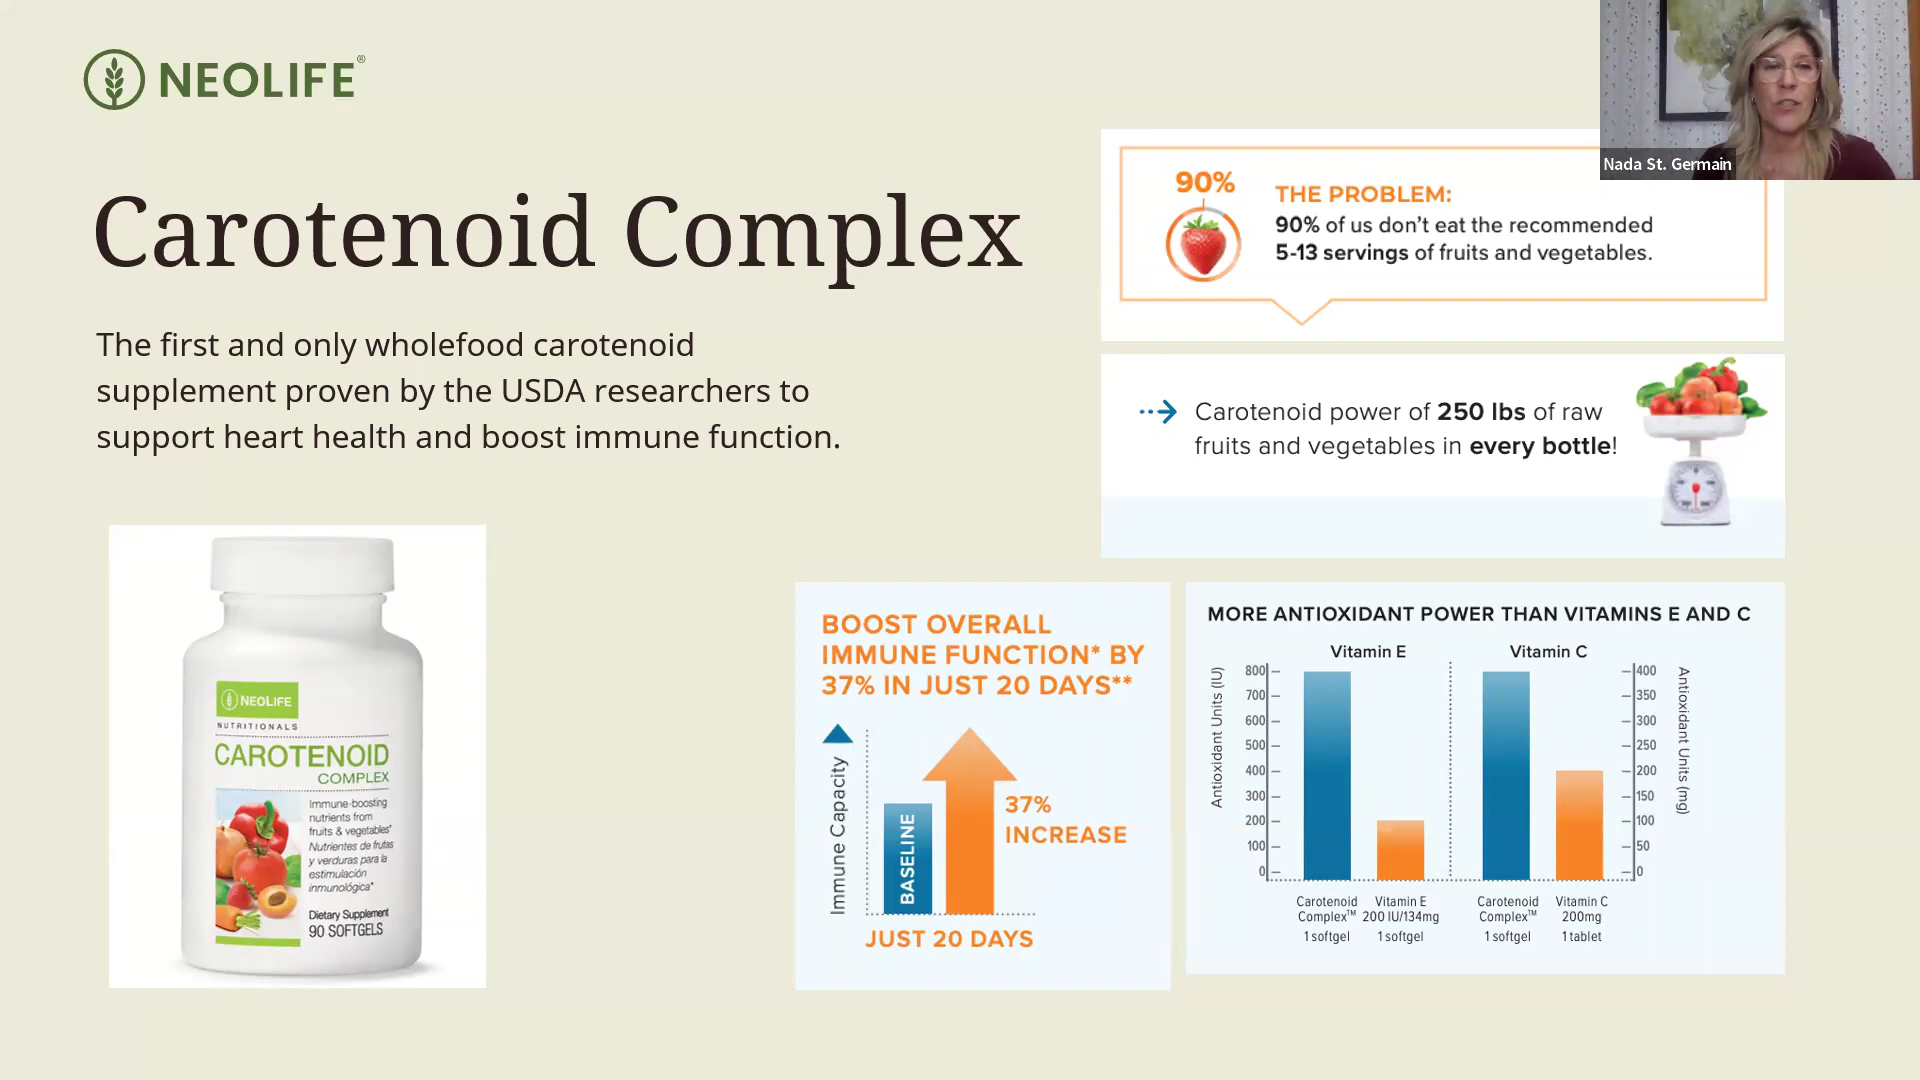 NEOLIFE®
Carotenoid Complex
The first and only wholefood carotenoid
supplement proven by the USDA researchers to
support heart health and boost immune function.
NEOLIFE
NUTRITIONALS
CAROTENOID
COMPLEX
Immune-boosting
nutrients from
fruits & vegetables*
Nutrientes de frutas
y verduras para la
estimulación
inmunológica*
Dietary Supplement
90 SOFTGELS
Nada St. Germain
90%
THE PROBLEM:
90% of us don't eat the recommended
5-13 servings of fruits and vegetables.
Carotenoid power of 250 lbs of raw
fruits and vegetables in every bottle!
BOOST OVERALL
IMMUNE FUNCTION* BY
37% IN JUST 20 DAYS**
Immune Capacity
BASELINE
37%
INCREASE
JUST 20 DAYS
MORE ANTIOXIDANT POWER THAN VITAMINS E AND C
Vitamin E
Vitamin C
Antioxidant Units (IU)
800
700
600
500
400
300
200
100
0
400
350
300
250
200
150
100
50
0
Antioxidant Units (mg)
Carotenoid
Complex™
1 softgel
Vitamin E
200 IU/134mg
1 softgel
Carotenoid
Complex™
1 softgel
Vitamin C
200mg
1 tablet